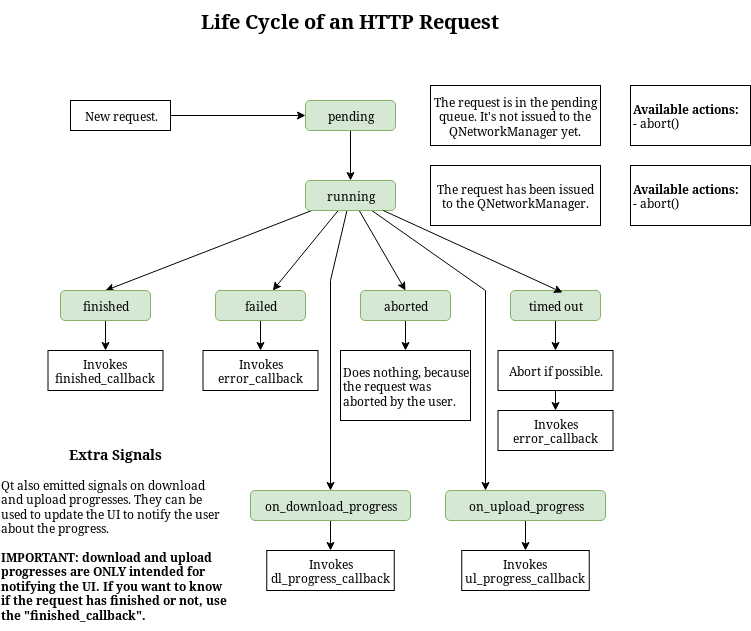 Life Cycle of an HTTP Request
New request.
pending
The request is in the pending
queue. It's not issued to the
QNetworkManager yet.
Available actions:
- abort()
running
The request has been issued
to the QNetworkManager.
Available actions:
- abort()
finished
failed
aborted
timed out
Invokes
finished_callback
Invokes
error_callback
Does nothing, because
the request was
aborted by the user.
Abort if possible.
Invokes
error_callback
Extra Signals
Qt also emitted signals on download
and upload progresses. They can be
used to update the UI to notify the user
about the progress.
IMPORTANT: download and upload
progresses are ONLY intended for
notifying the UI. If you want to know
if the request has finished or not, use
the "finished_callback".
on_download_progress
on_upload_progress
Invokes
dl_progress_callback
Invokes
ul_progress_callback